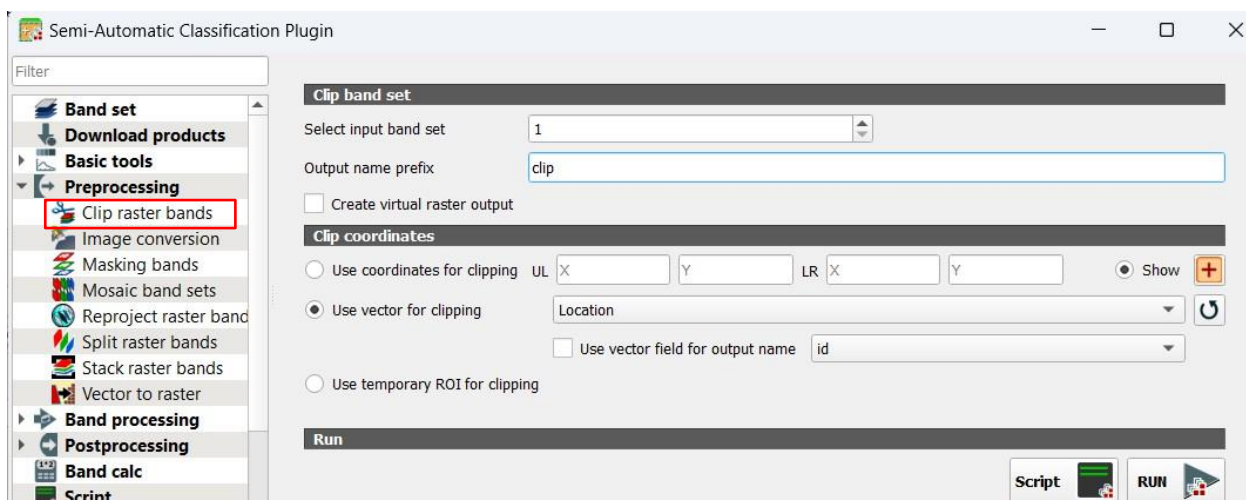 Semi-Automatic Classification Plugin
Filter
Band set
Download products
Basic tools
Preprocessing
Clip raster bands
Image conversion
Masking bands
Mosaic band sets
Reproject raster band
Split raster bands
Stack raster bands
Vector to raster
Band processing
Postprocessing
Band calc
Script
Clip band set
Select input band set 1
Output name prefix clip
Create virtual raster output
Clip coordinates
Use coordinates for clipping UL X Y LR X Y Show
Use vector for clipping Location
Use vector field for output name id
Use temporary ROI for clipping
Run
Script RUN